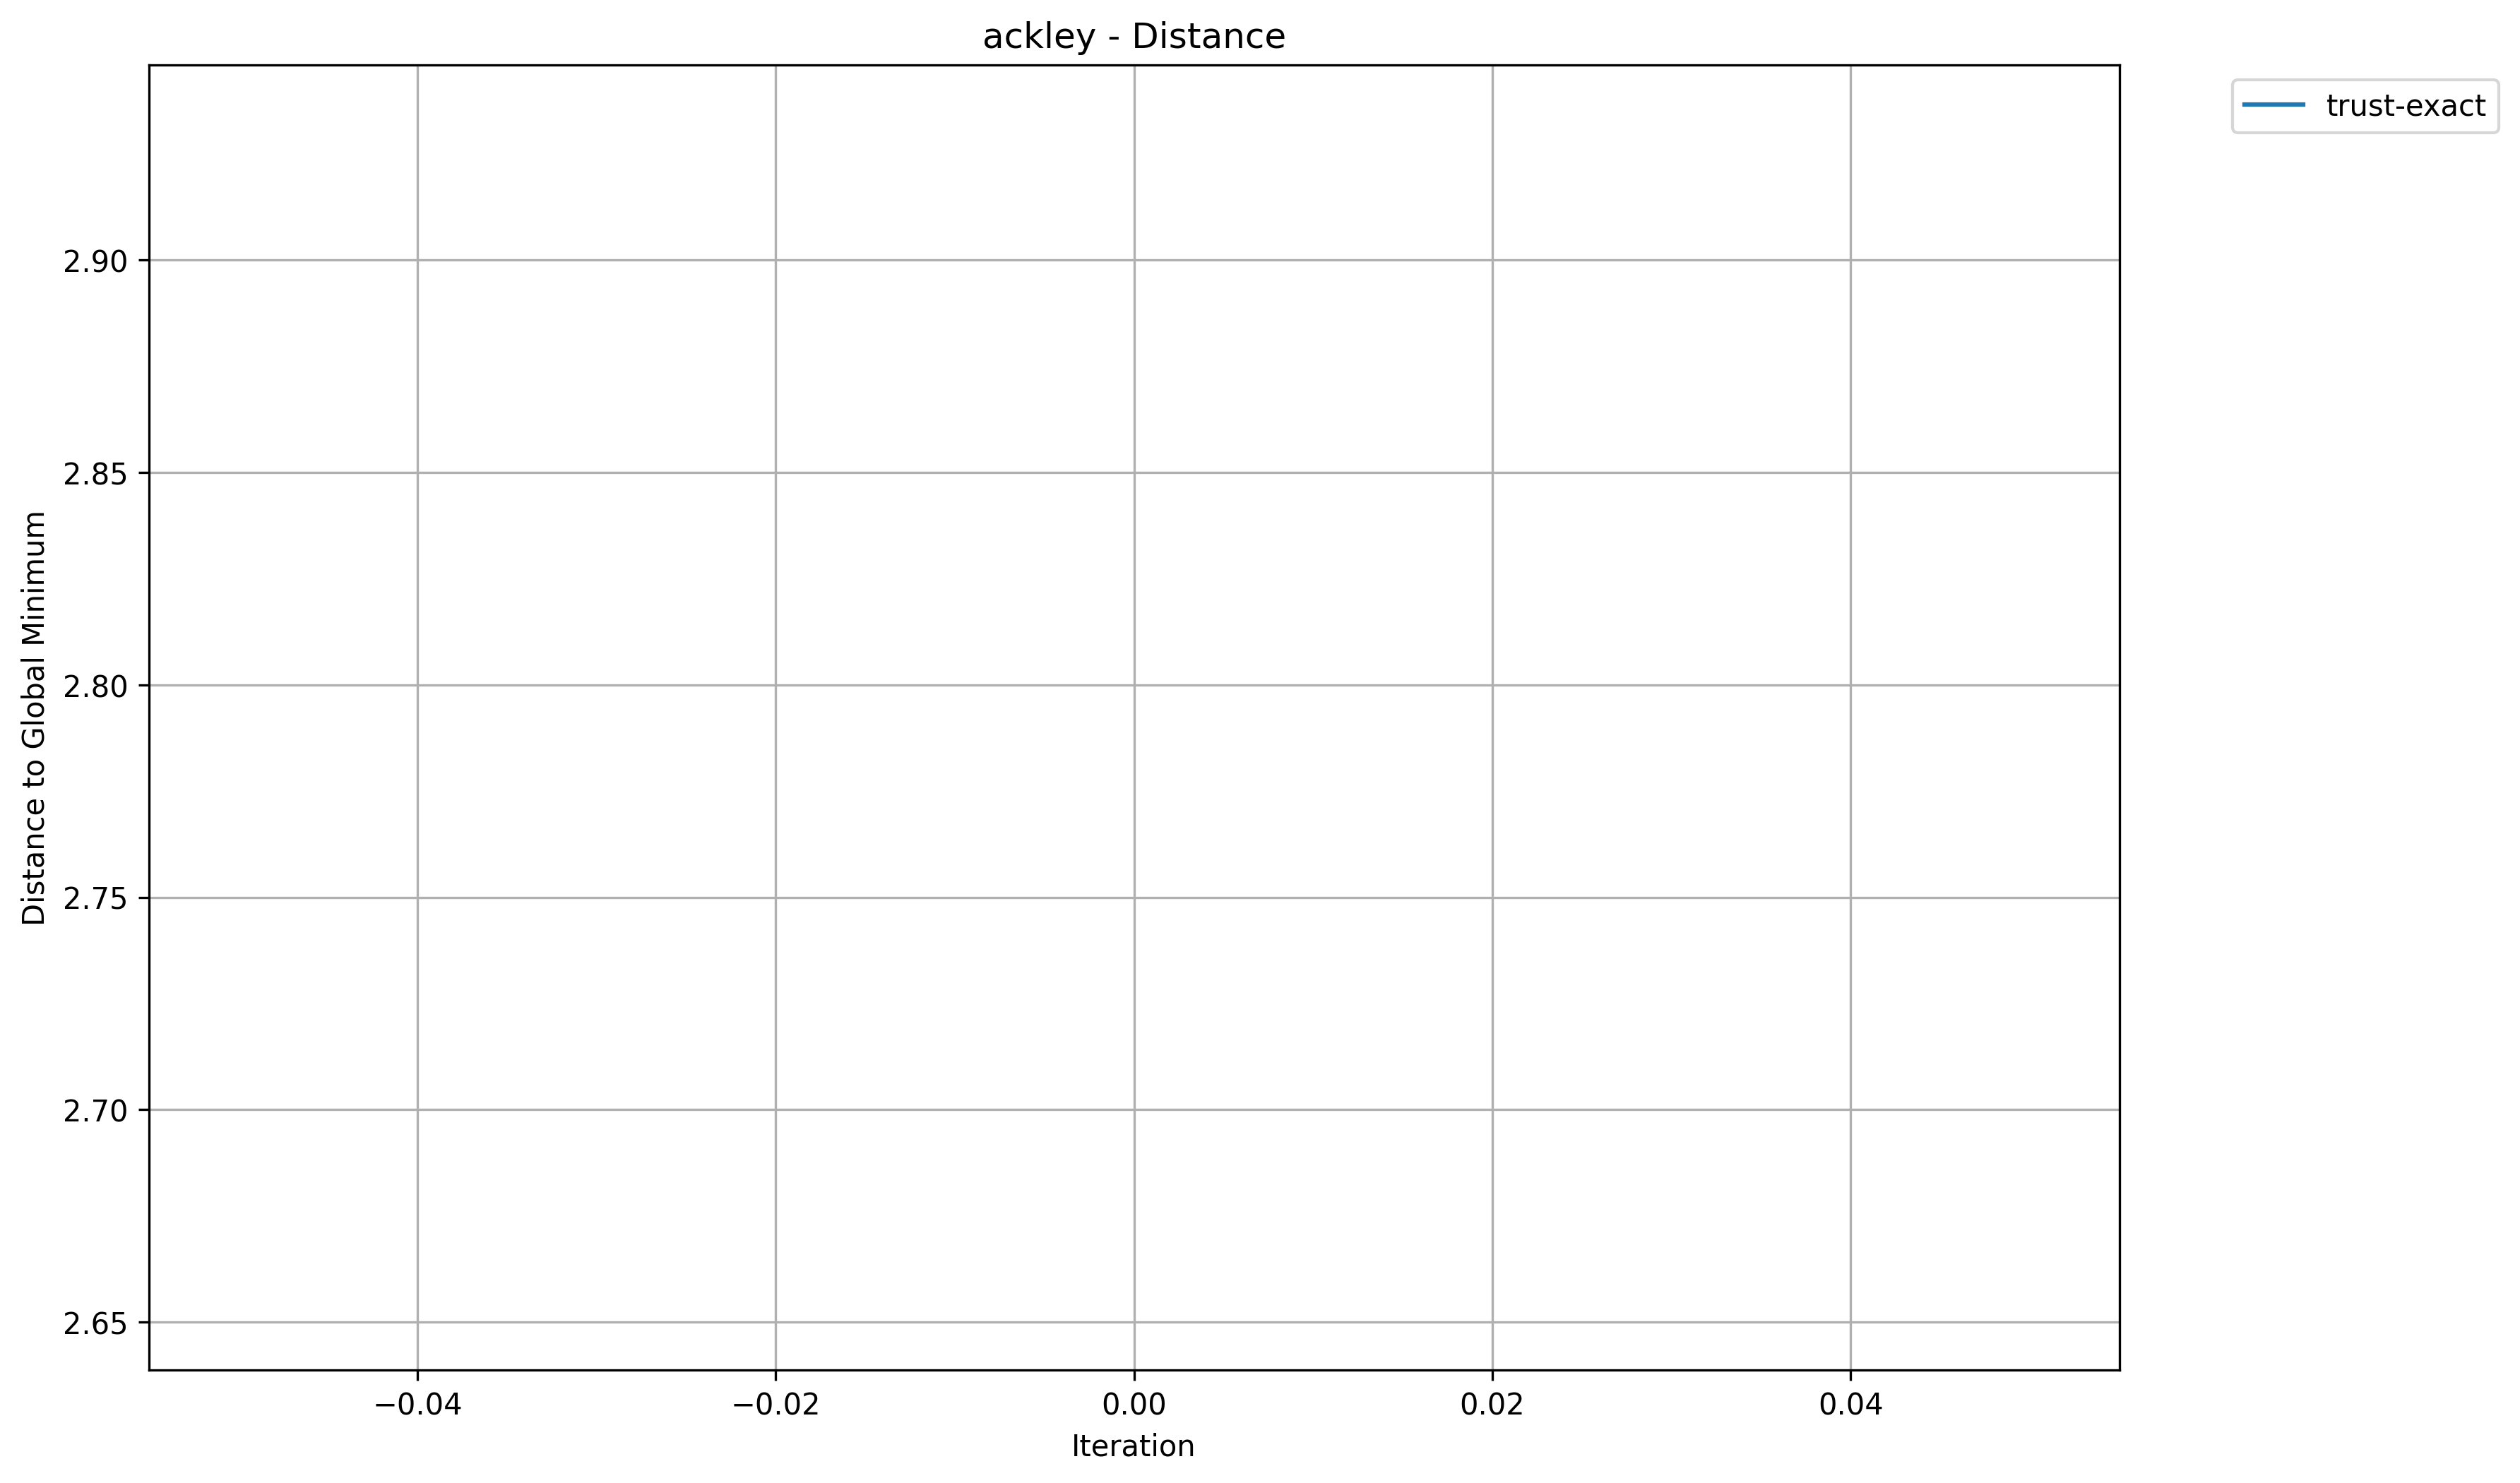 ackley - Distance
trust-exact
Distance to Global Minimum
2.90
2.85
2.80
2.75
2.70
2.65
−0.04
−0.02
0.00
0.02
0.04
Iteration